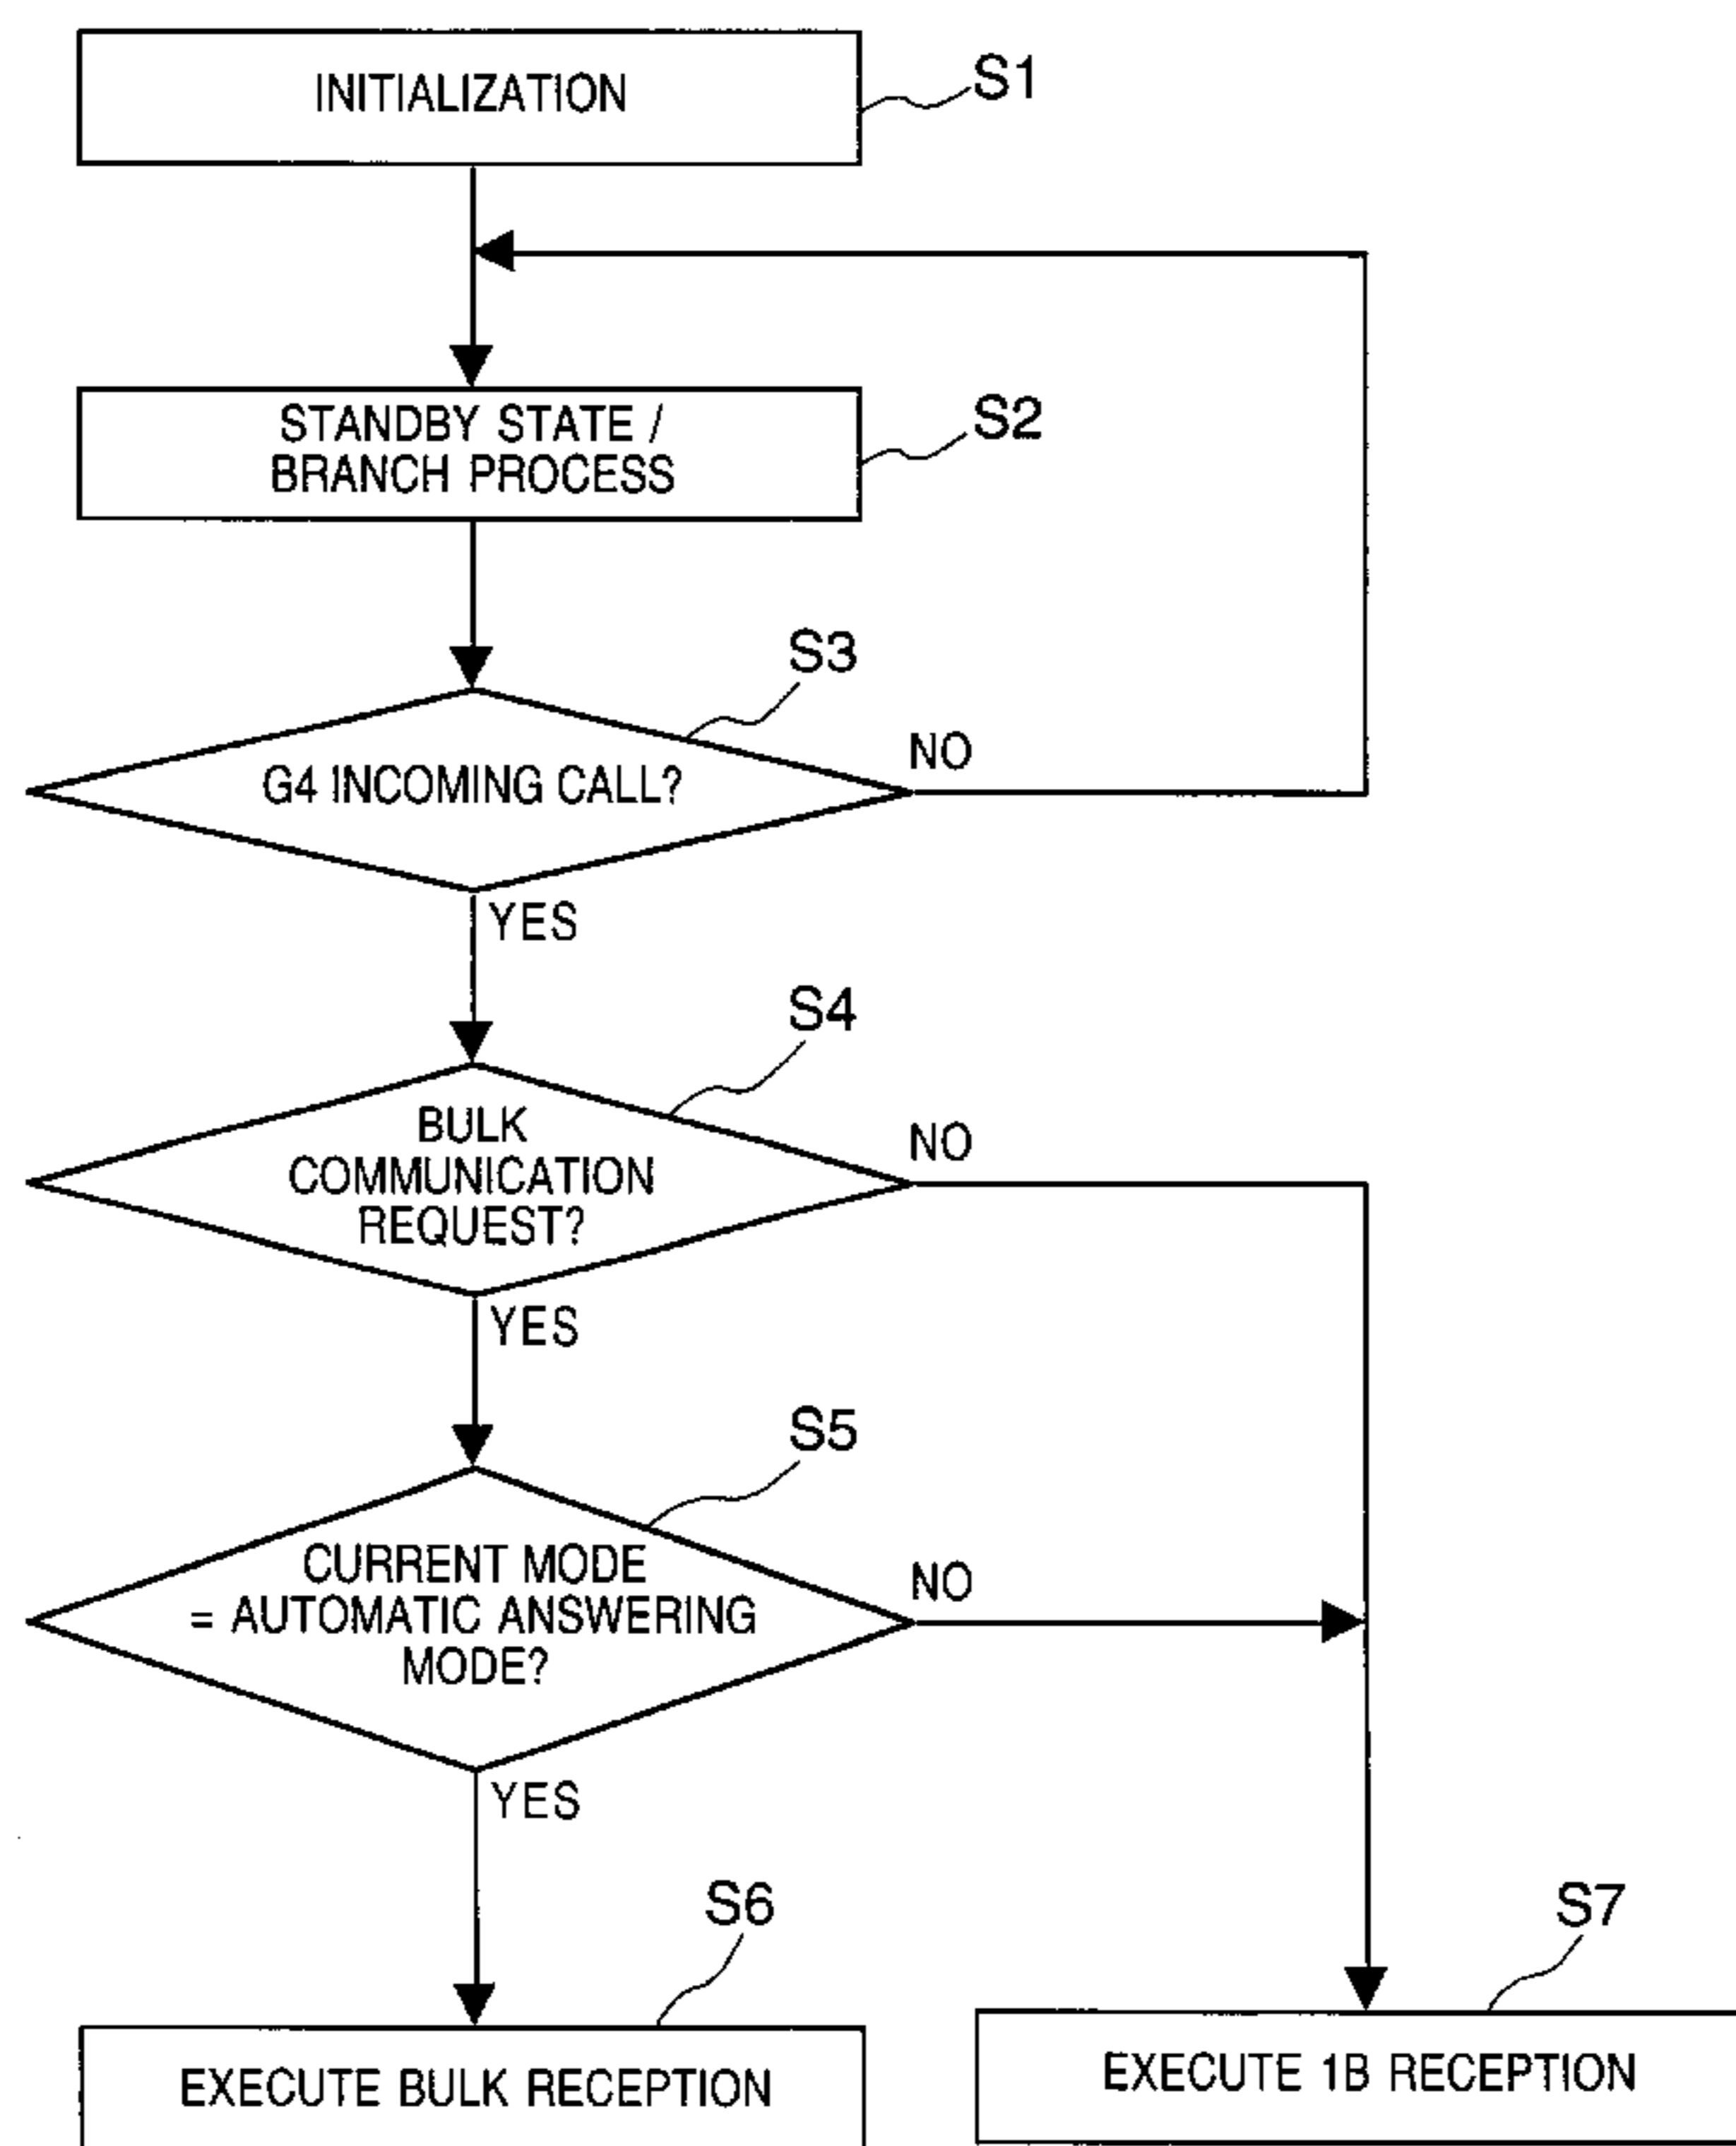 INITIALIZATION
S1
STANDBY STATE /
BRANCH PROCESS
S2
S3
G4 INCOMING CALL?
NO
YES
S4
BULK
COMMUNICATION
REQUEST?
NO
YES
S5
CURRENT MODE
= AUTOMATIC ANSWERING
MODE?
NO
YES
S6
EXECUTE BULK RECEPTION
S7
EXECUTE 1B RECEPTION